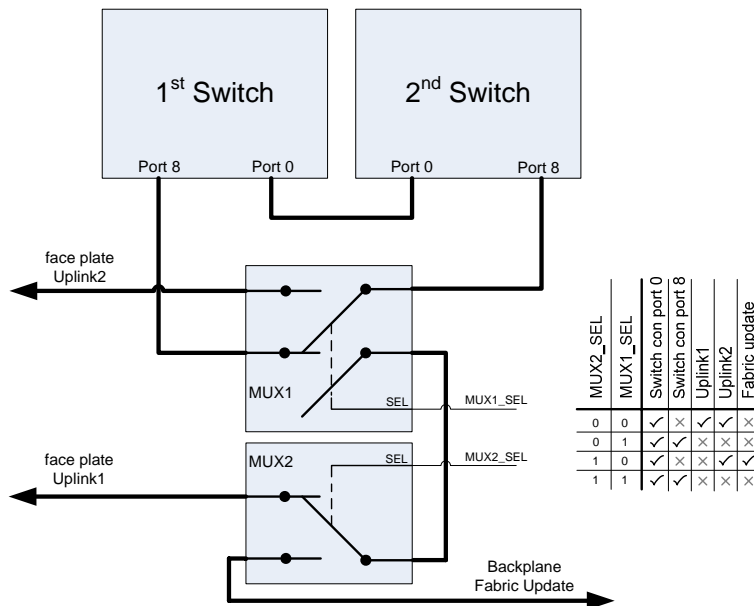 1st Switch
2nd Switch
Port 8
Port 0
Port 0
Port 8
face plate
Uplink2
MUX1
SEL
MUX1_SEL
MUX2
SEL
MUX2_SEL
face plate
Uplink1
Backplane
Fabric Update
MUX2_SEL MUX1_SEL Switch con port 0 Switch con port 8 Uplink1 Uplink2 Fabric update
0 0 ✓ × ✓ ✓ ×
0 1 ✓ ✓ × × ×
1 0 ✓ × × ✓ ✓
1 1 ✓ ✓ × × ×